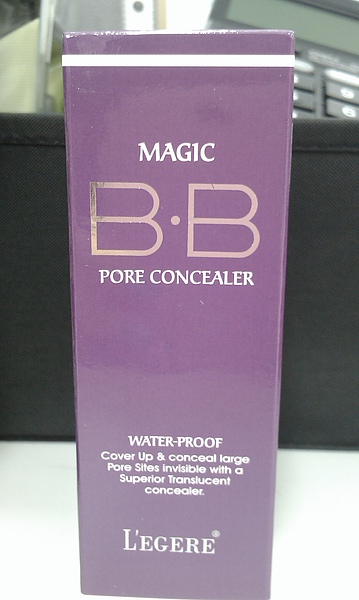 MAGIC
B·B
PORE CONCEALER
WATER-PROOF
Cover Up & conceal large
Pore Sites invisible with a
Superior Translucent
concealer.
L'EGERE®